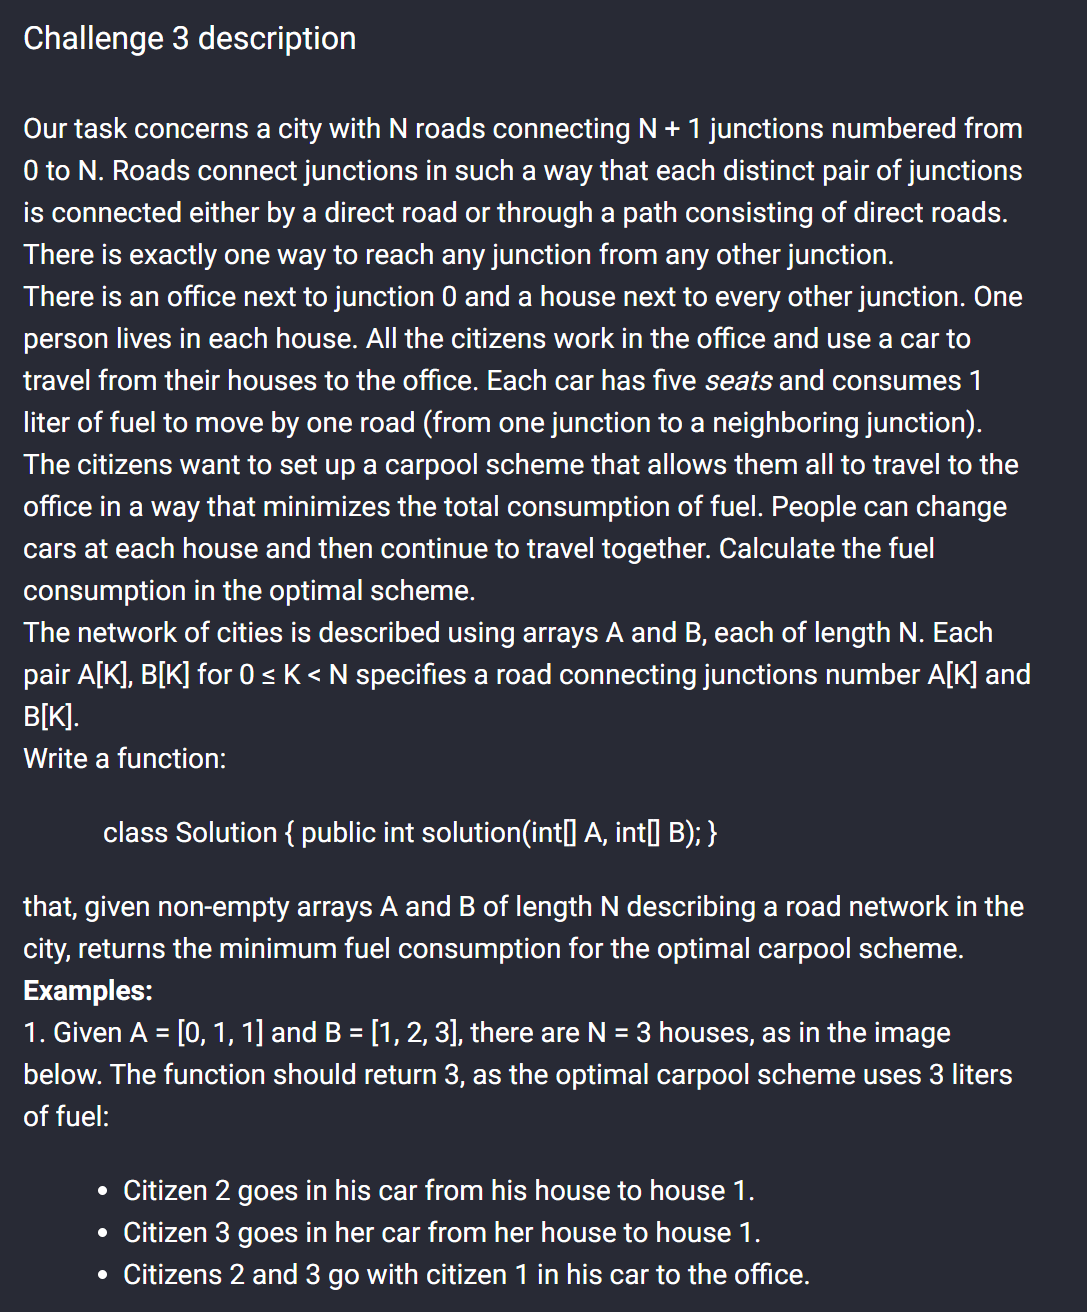 Challenge 3 description
Our task concerns a city with N roads connecting N + 1 junctions numbered from
0 to N. Roads connect junctions in such a way that each distinct pair of junctions
is connected either by a direct road or through a path consisting of direct roads.
There is exactly one way to reach any junction from any other junction.
There is an office next to junction 0 and a house next to every other junction. One
person lives in each house. All the citizens work in the office and use a car to
travel from their houses to the office. Each car has five seats and consumes 1
liter of fuel to move by one road (from one junction to a neighboring junction).
The citizens want to set up a carpool scheme that allows them all to travel to the
office in a way that minimizes the total consumption of fuel. People can change
cars at each house and then continue to travel together. Calculate the fuel
consumption in the optimal scheme.
The network of cities is described using arrays A and B, each of length N. Each
pair A[K], B[K] for 0 ≤ K < N specifies a road connecting junctions number A[K] and
B[K].
Write a function:
class Solution { public int solution(int[] A, int[] B); }
that, given non-empty arrays A and B of length N describing a road network in the
city, returns the minimum fuel consumption for the optimal carpool scheme.
Examples:
1. Given A = [0, 1, 1] and B = [1, 2, 3], there are N = 3 houses, as in the image
below. The function should return 3, as the optimal carpool scheme uses 3 liters
of fuel:
• Citizen 2 goes in his car from his house to house 1.
• Citizen 3 goes in her car from her house to house 1.
• Citizens 2 and 3 go with citizen 1 in his car to the office.